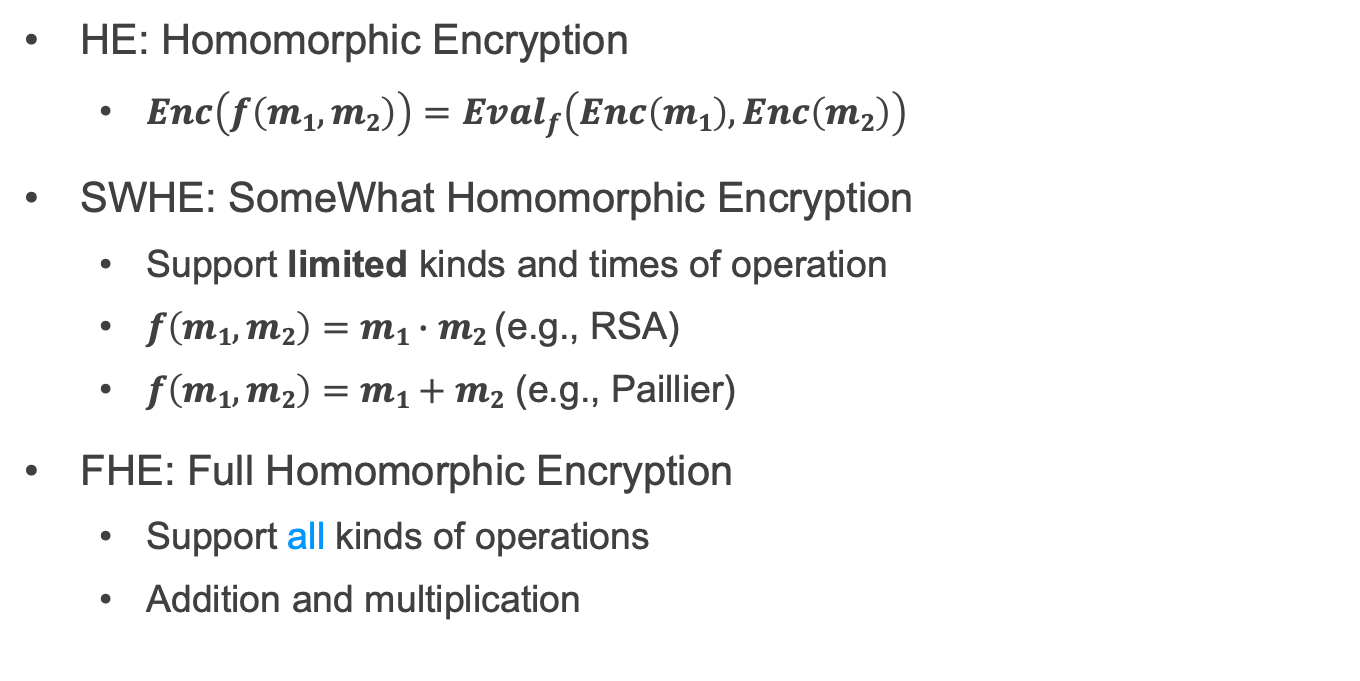 • HE: Homomorphic Encryption
• Enc(f(m₁, m₂)) = Eval_f(Enc(m₁), Enc(m₂))
• SWHE: SomeWhat Homomorphic Encryption
• Support limited kinds and times of operation
• f(m₁, m₂) = m₁ · m₂ (e.g., RSA)
• f(m₁, m₂) = m₁ + m₂ (e.g., Paillier)
• FHE: Full Homomorphic Encryption
• Support all kinds of operations
• Addition and multiplication